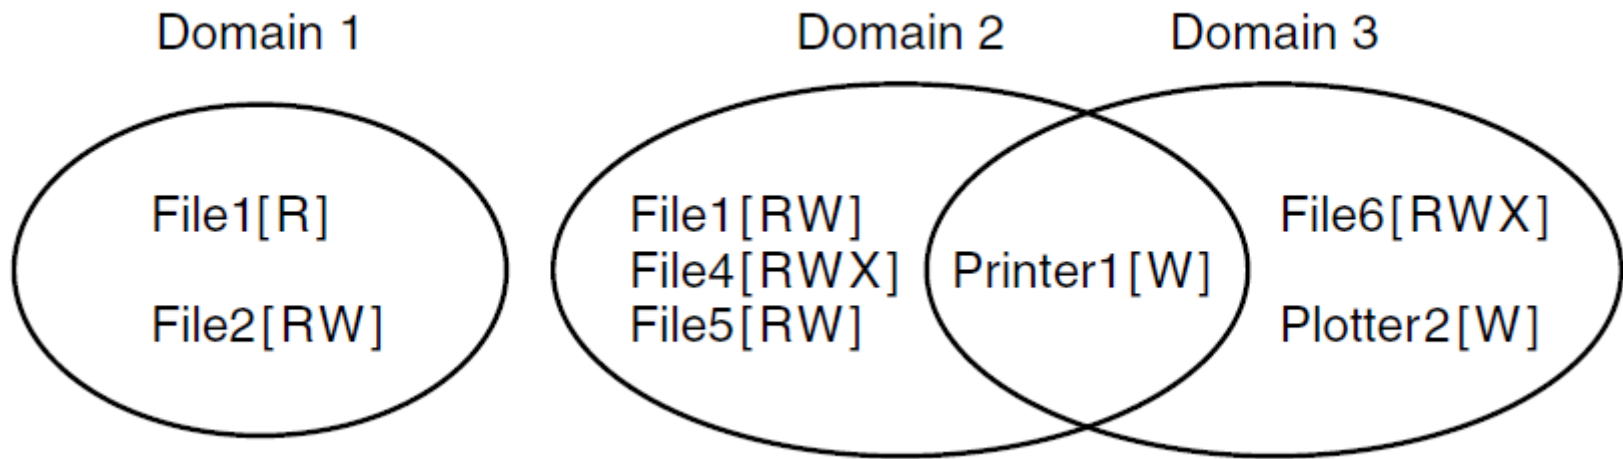 Domain 1
Domain 2
Domain 3
File1[R]
File2[RW]
File1[RW]
File4[RWX]
File5[RW]
Printer1[W]
File6[RWX]
Plotter2[W]